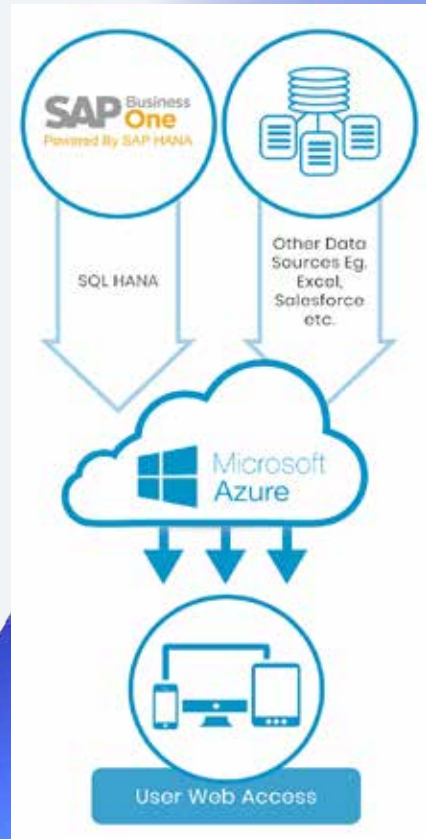 SAP Business
One
Powered By SAP HANA
SQL HANA
Other Data
Sources Eg.
Excel,
Salesforce
etc.
Microsoft
Azure
User Web Access